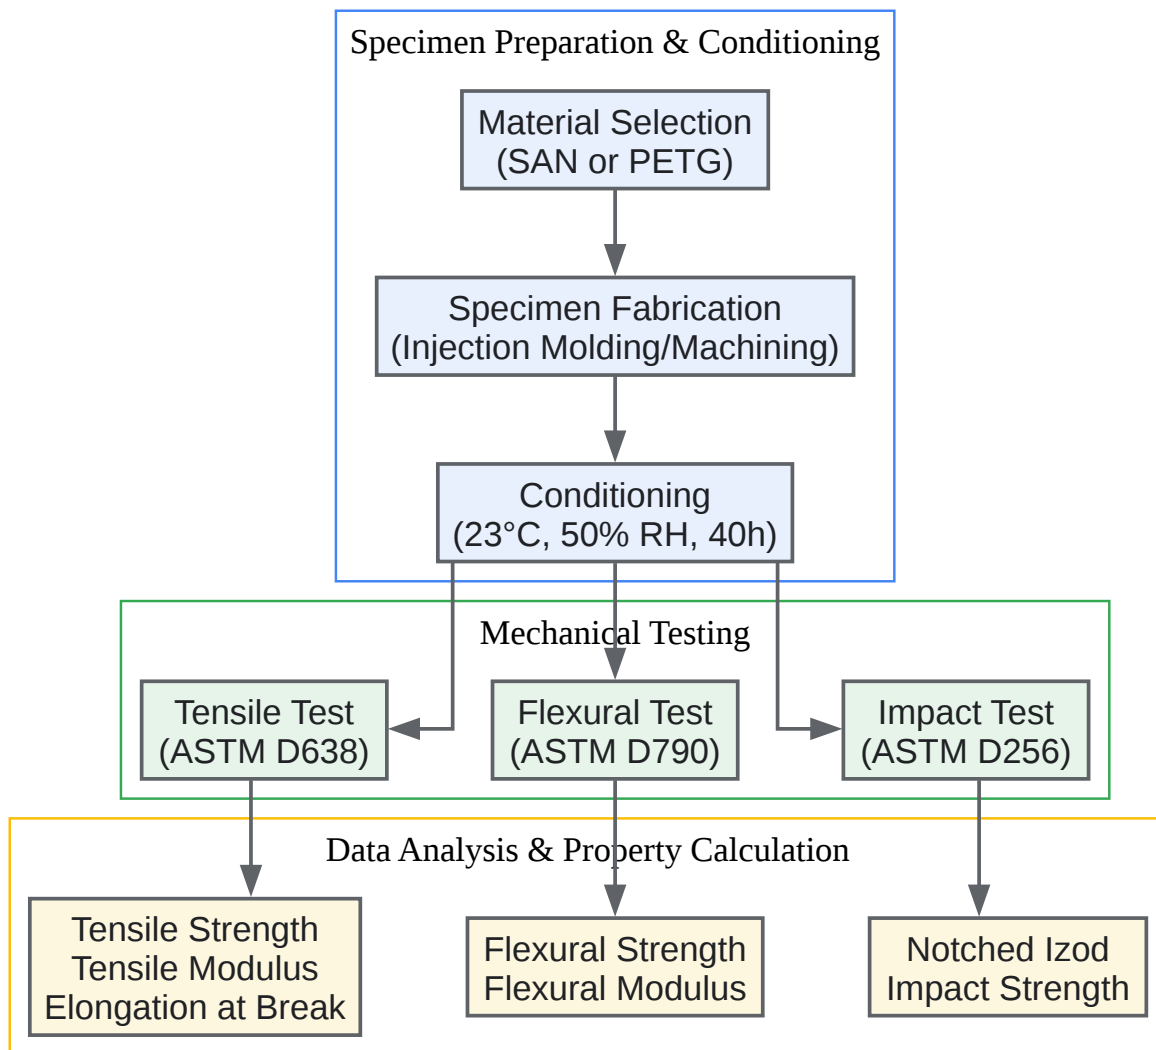 Specimen Preparation & Conditioning
Material Selection
(SAN or PETG)
Specimen Fabrication
(Injection Molding/Machining)
Conditioning
(23°C, 50% RH, 40h)
Mechanical Testing
Tensile Test
(ASTM D638)
Flexural Test
(ASTM D790)
Impact Test
(ASTM D256)
Data Analysis & Property Calculation
Tensile Strength
Tensile Modulus
Elongation at Break
Flexural Strength
Flexural Modulus
Notched Izod
Impact Strength